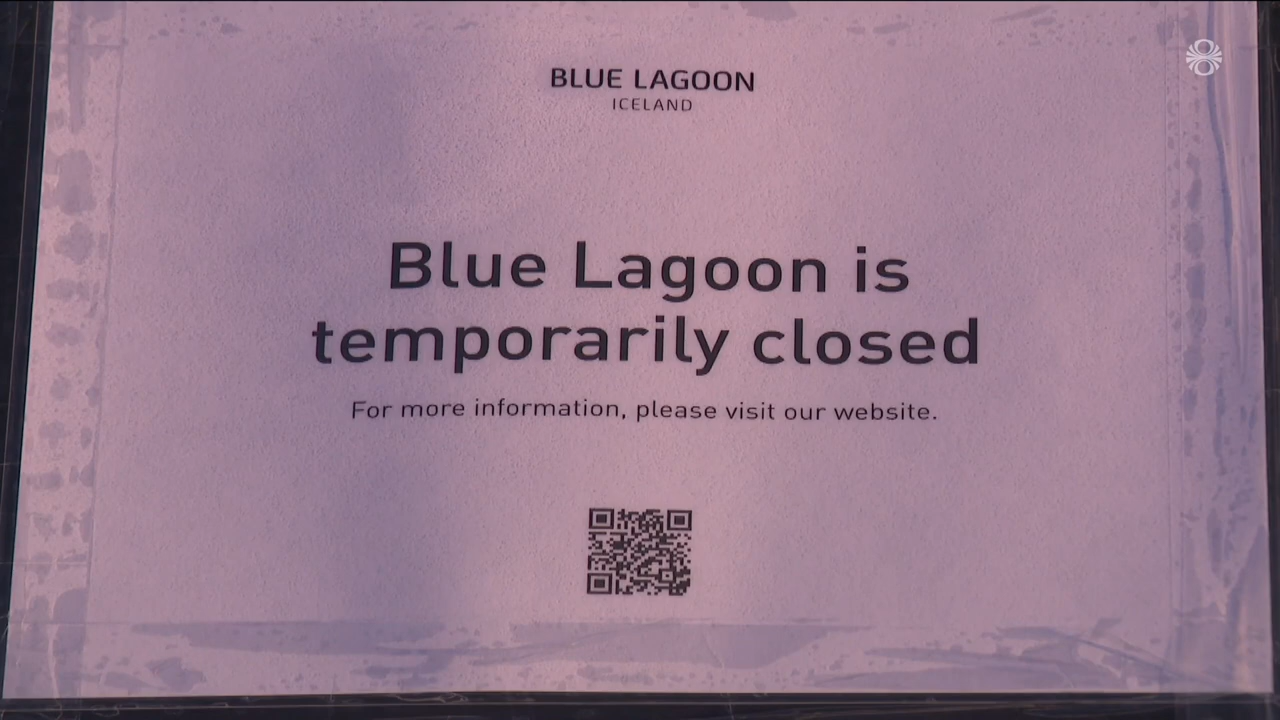 BLUE LAGOON
ICELAND
Blue Lagoon is
temporarily closed
For more information, please visit our website.